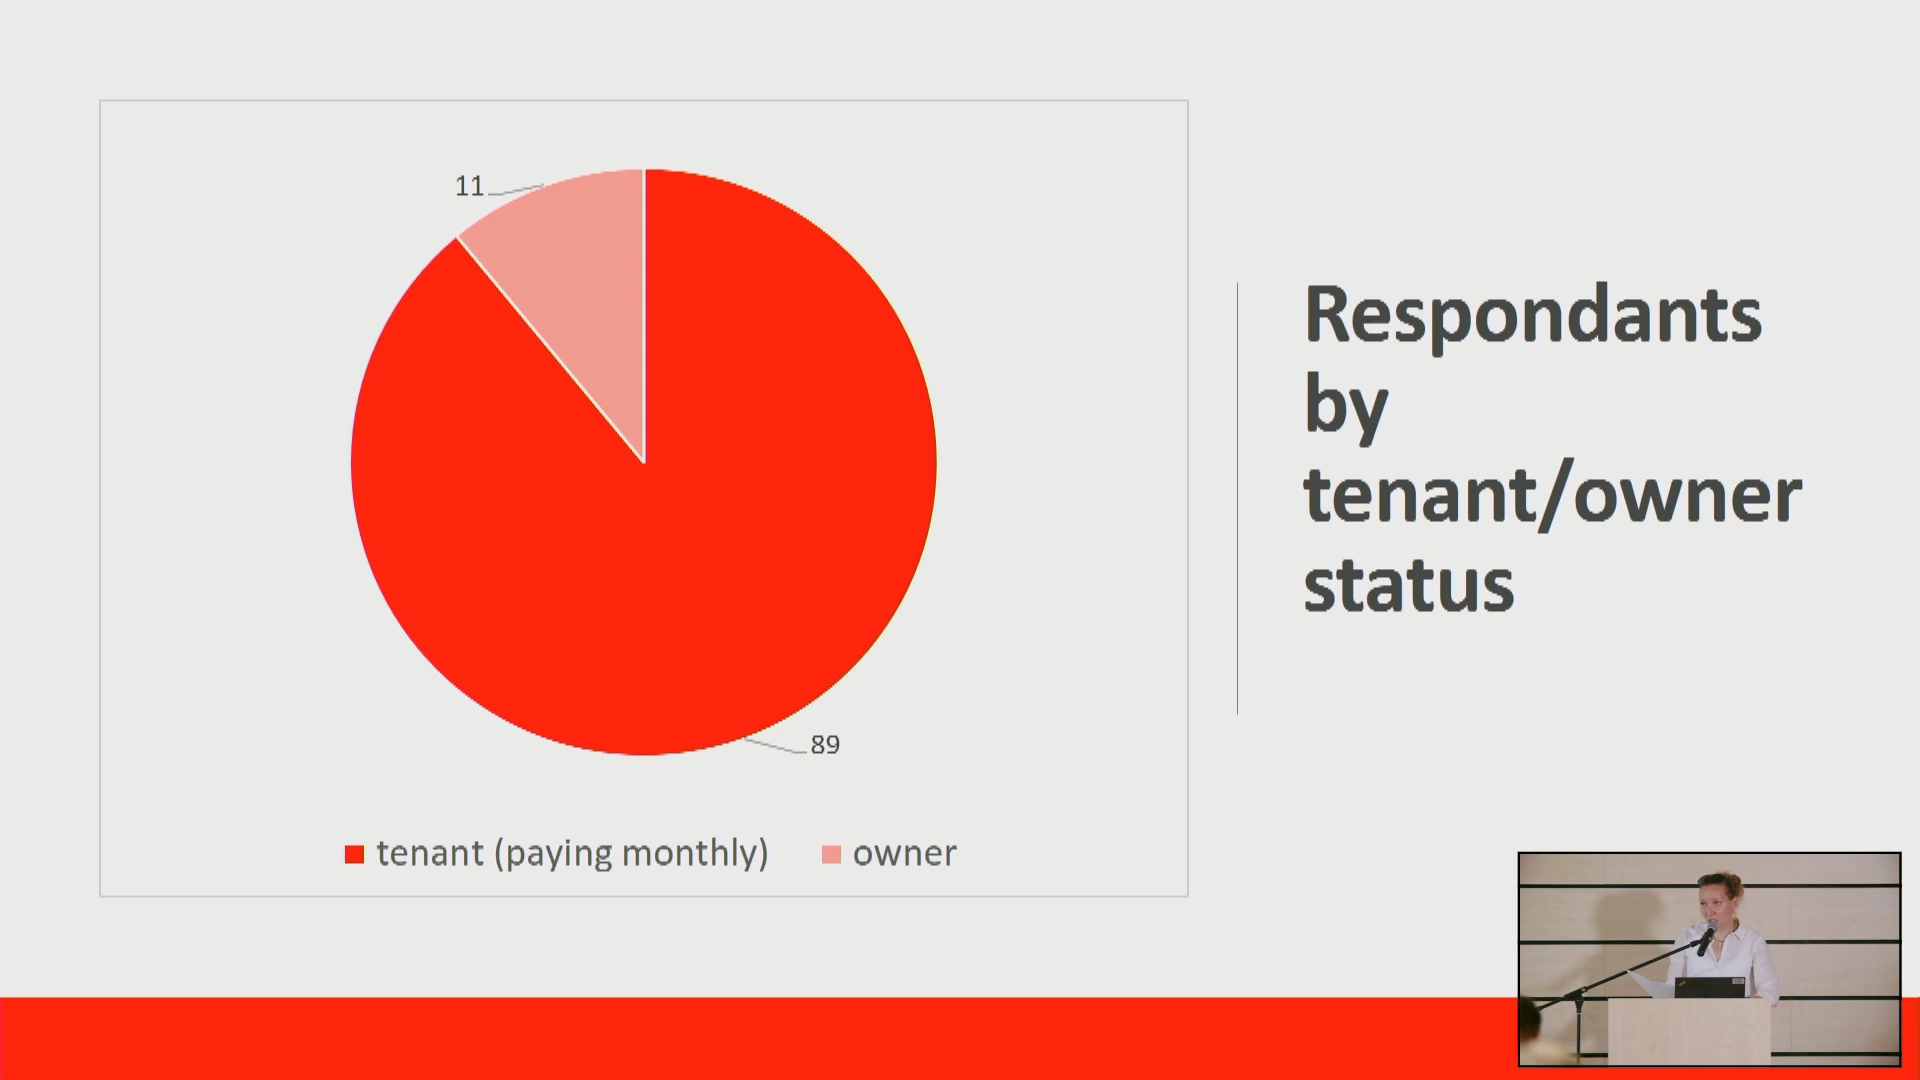 11
89
tenant (paying monthly)
owner
Respondants
by
tenant/owner
status